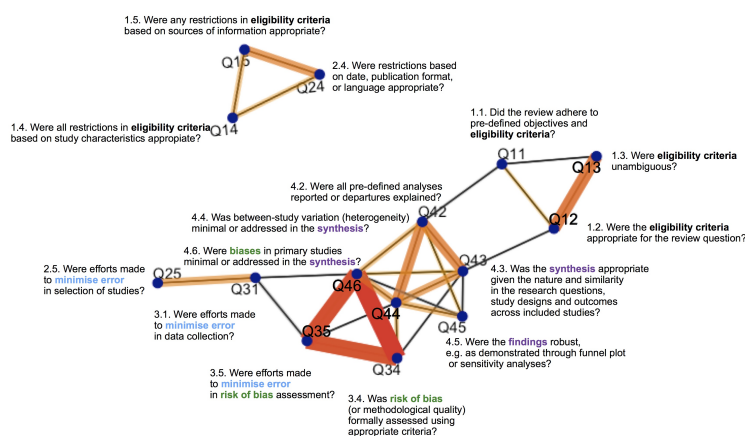 1.5. Were any restrictions in eligibility criteria
based on sources of information appropriate?
Q15
2.4. Were restrictions based
on date, publication format,
or language appropriate?
Q24
1.4. Were all restrictions in eligibility criteria
based on study characteristics appropiate?
Q14
1.1. Did the review adhere to
pre-defined objectives and
eligibility criteria?
Q11
Q13
1.3. Were eligibility criteria
unambiguous?
4.2. Were all pre-defined analyses
reported or departures explained?
Q42
Q12
1.2. Were the eligibility criteria
appropriate for the review question?
4.4. Was between-study variation (heterogeneity)
minimal or addressed in the synthesis?
4.6. Were biases in primary studies
minimal or addressed in the synthesis?
Q43
4.3. Was the synthesis appropriate
given the nature and similarity
in the research questions,
study designs and outcomes
across included studies?
2.5. Were efforts made
to minimise error
in selection of studies?
Q25
Q31
Q46
Q44
3.1. Were efforts made
to minimise error
in data collection?
Q35
Q45
4.5. Were the findings robust,
e.g. as demonstrated through funnel plot
or sensitivity analyses?
Q34
3.5. Were efforts made
to minimise error
in risk of bias assessment?
3.4. Was risk of bias
(or methodological quality)
formally assessed using
appropriate criteria?